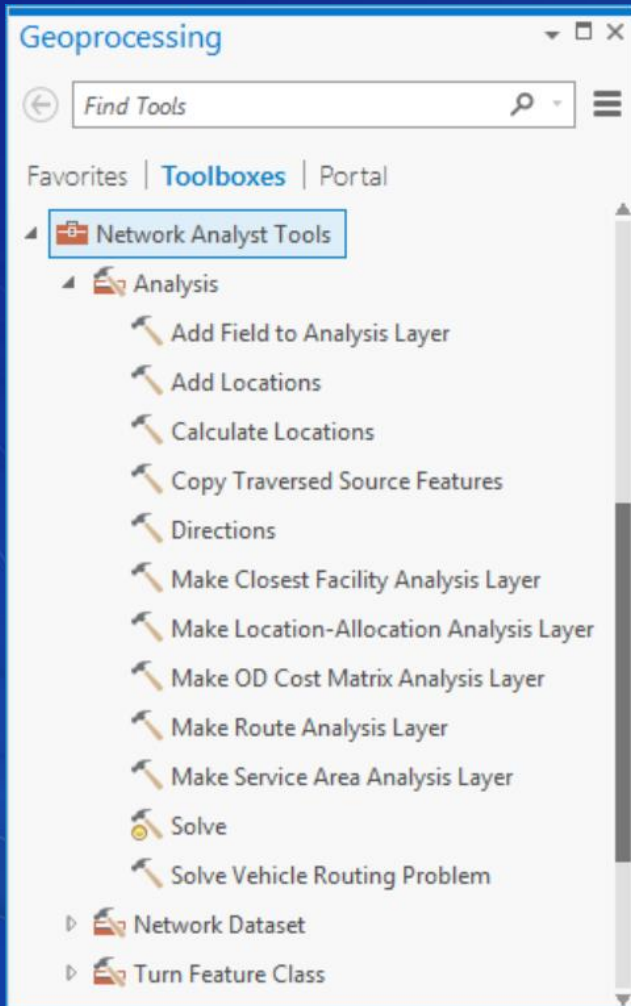 Geoprocessing
Find Tools
Favorites | Toolboxes | Portal
Network Analyst Tools
Analysis
Add Field to Analysis Layer
Add Locations
Calculate Locations
Copy Traversed Source Features
Directions
Make Closest Facility Analysis Layer
Make Location-Allocation Analysis Layer
Make OD Cost Matrix Analysis Layer
Make Route Analysis Layer
Make Service Area Analysis Layer
Solve
Solve Vehicle Routing Problem
Network Dataset
Turn Feature Class